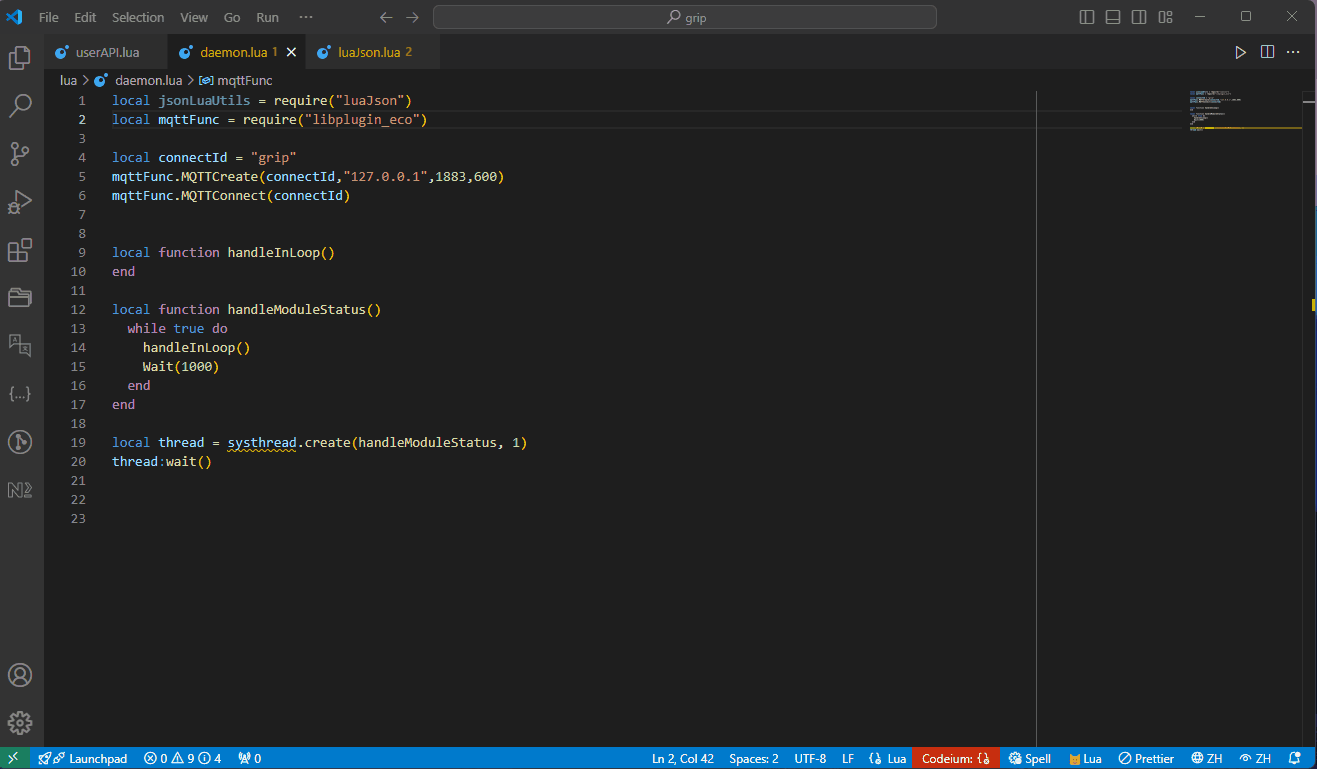 File Edit Selection View Go Run ···
grip
userAPI.lua daemon.lua 1 luaJson.lua 2
lua > daemon.lua > mqttFunc
1 local jsonLuaUtils = require("luaJson")
2 local mqttFunc = require("libplugin_eco")
3
4 local connectId = "grip"
5 mqttFunc.MQTTCreate(connectId,"127.0.0.1",1883,600)
6 mqttFunc.MQTTConnect(connectId)
7
8
9 local function handleInLoop()
10 end
11
12 local function handleModuleStatus()
13 while true do
14 handleInLoop()
15 Wait(1000)
16 end
17 end
18
19 local thread = systhread.create(handleModuleStatus, 1)
20 thread:wait()
21
22
23
Launchpad 0 9 4 0 Ln 2, Col 42 Spaces: 2 UTF-8 LF {} Lua Codeium: {} Spell Lua Prettier ZH ZH